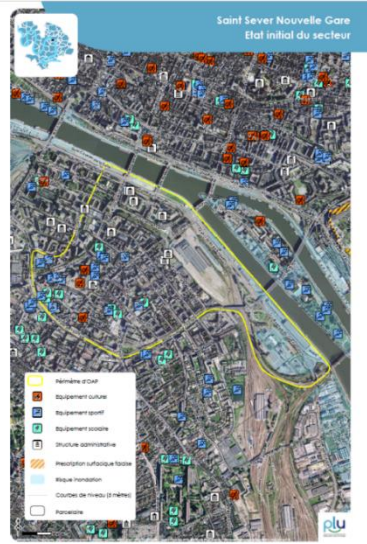 Saint Sever Nouvelle Gare
Etat initial du secteur
Périmètre d'OAP
Equipement culturel
Equipement sportif
Equipement scolaire
Structure administrative
Prescription surfacique fasoise
Risque inondation
Courbes de niveau (5 mètres)
Parcellaire
plu